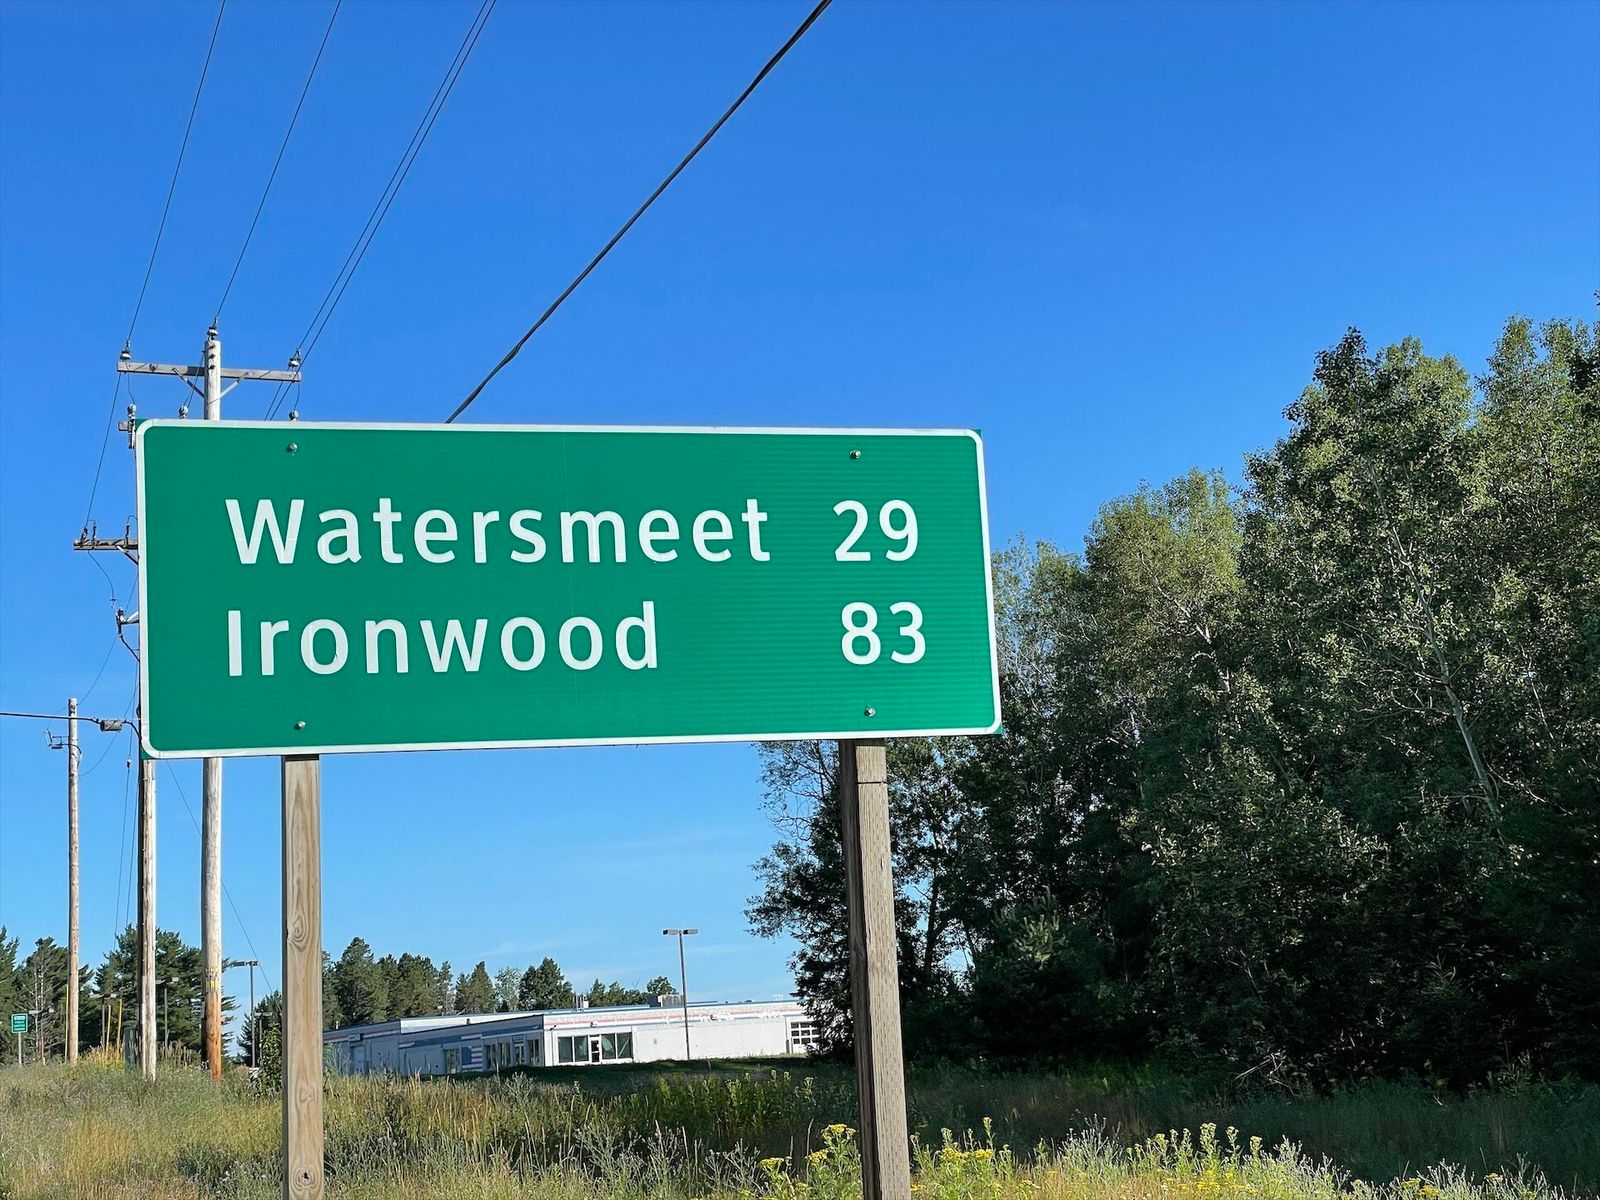 Watersmeet 29
Ironwood 83